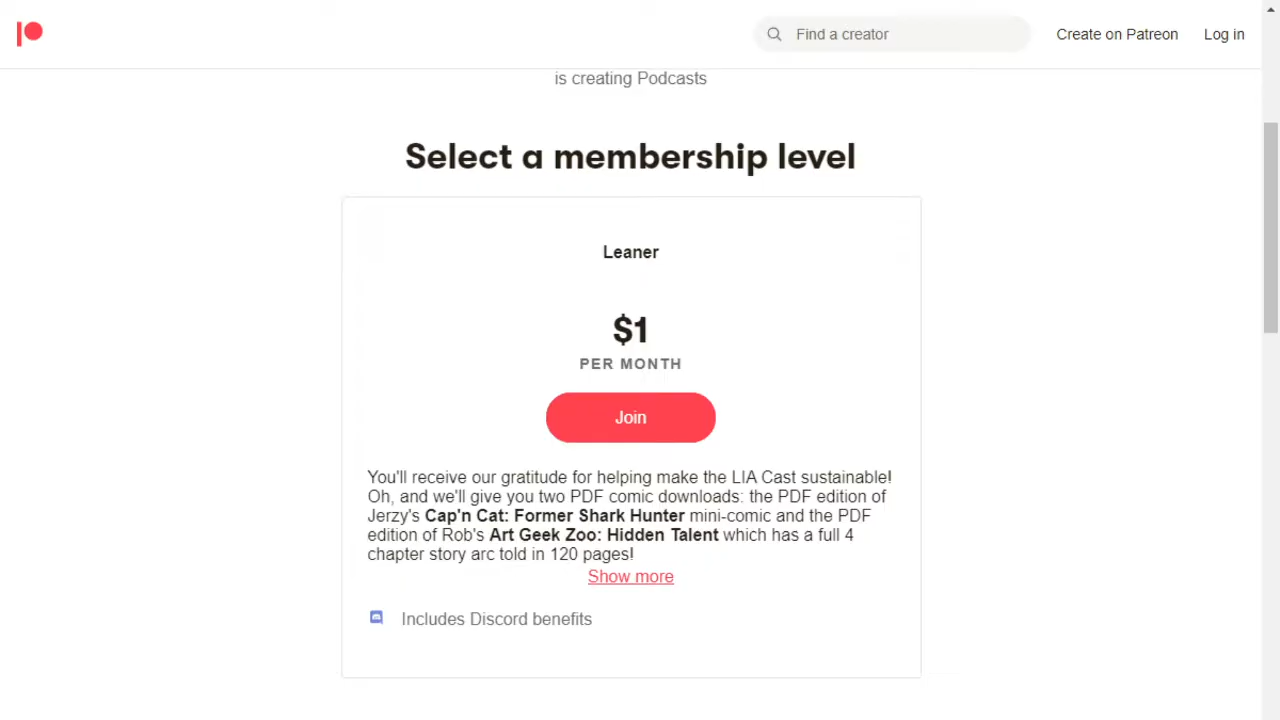 Find a creator
Create on Patreon
Log in
is creating Podcasts
Select a membership level
Leaner
$1
PER MONTH
Join
You'll receive our gratitude for helping make the LIA Cast sustainable!
Oh, and we'll give you two PDF comic downloads: the PDF edition of
Jerzy's Cap'n Cat: Former Shark Hunter mini-comic and the PDF
edition of Rob's Art Geek Zoo: Hidden Talent which has a full 4
chapter story arc told in 120 pages!
Show more
Includes Discord benefits